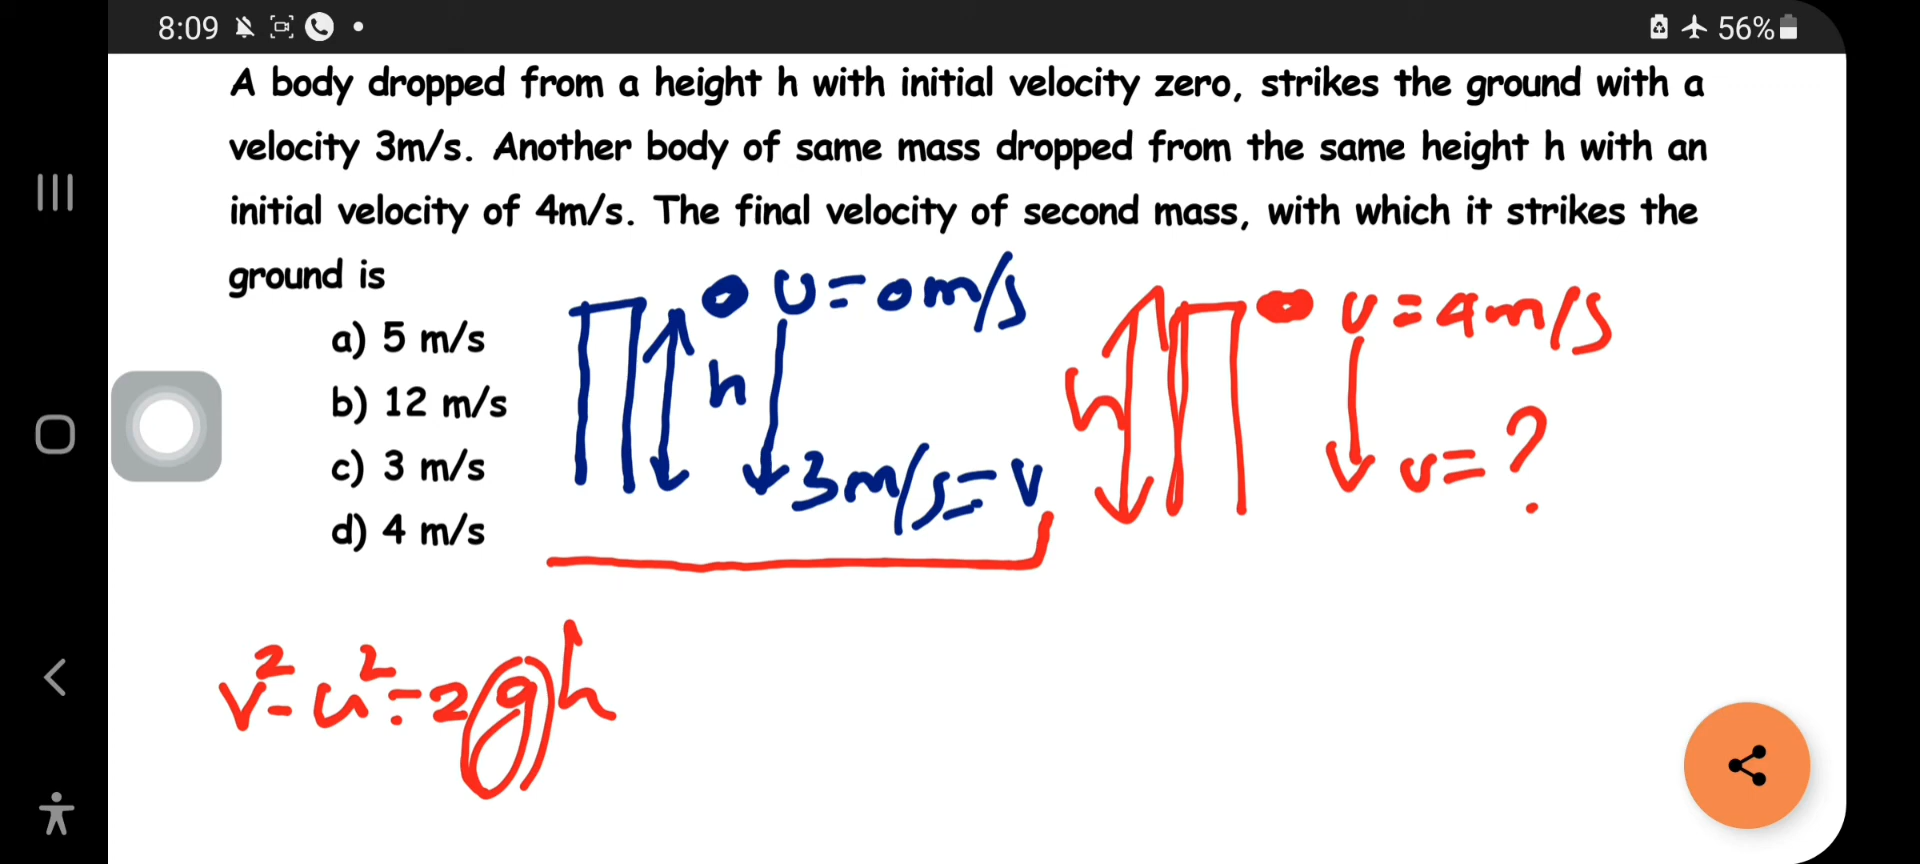 8:09
56%
A body dropped from a height h with initial velocity zero, strikes the ground with a
velocity 3m/s. Another body of same mass dropped from the same height h with an
initial velocity of 4m/s. The final velocity of second mass, with which it strikes the
ground is
a) 5 m/s
b) 12 m/s
c) 3 m/s
d) 4 m/s
u=0m/s
h
3m/s=v
u=4m/s
h
v=?
v²-u²=2gh